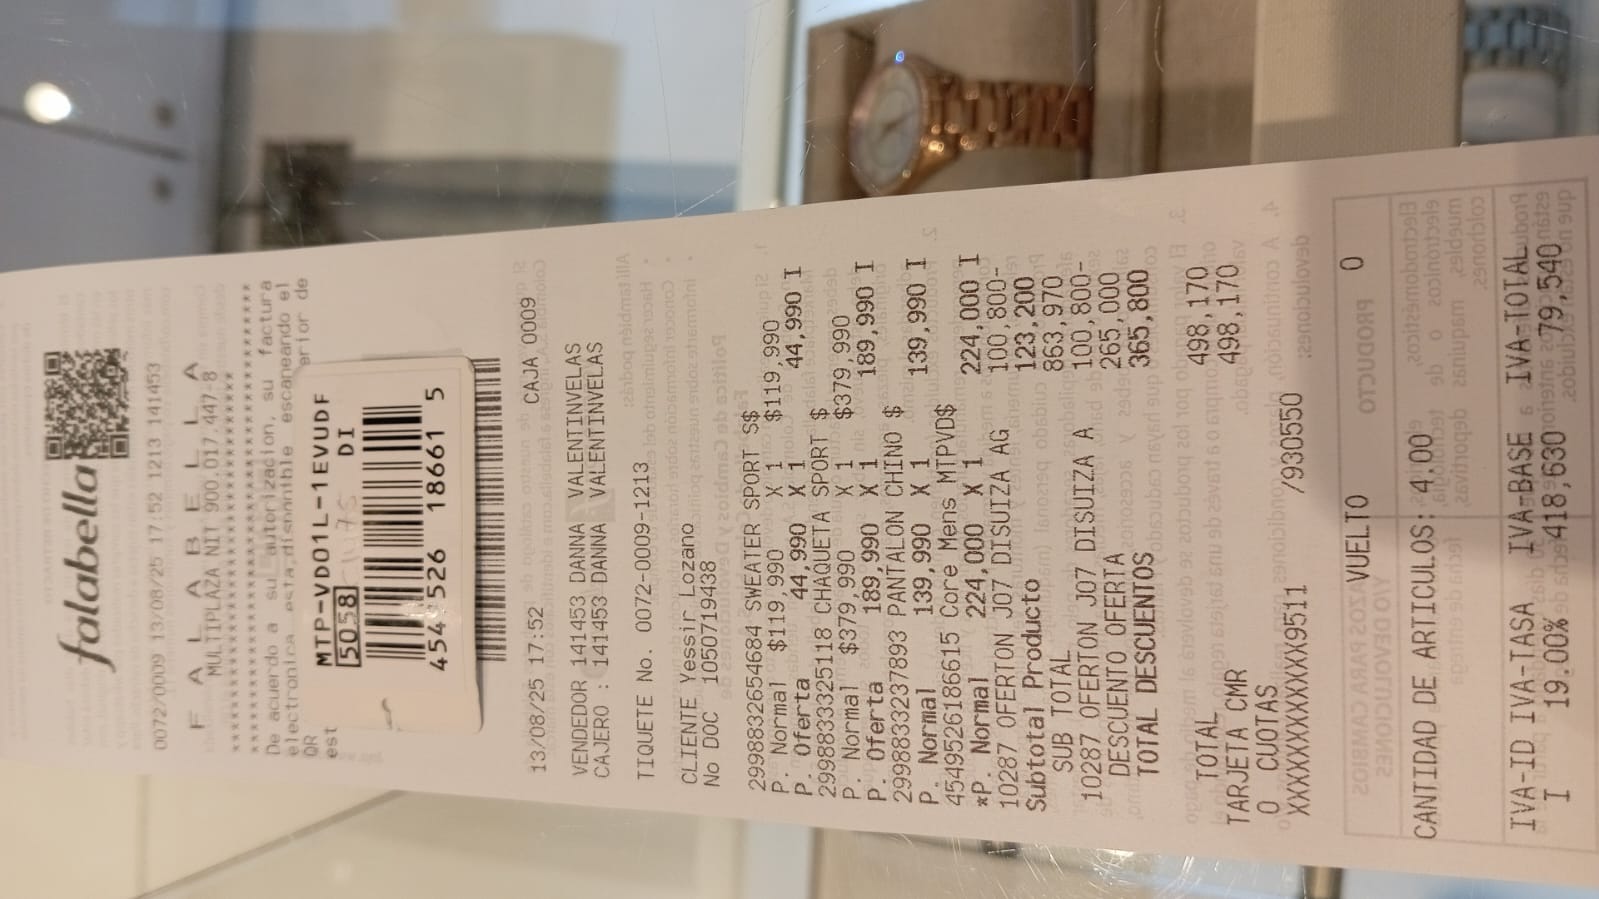 falabella
0072/0009 13/08/25 17:52 1213 141453
F A L A B E L L A
MULTIPLAZA NIT 900.017.447-8
De acuerdo a su autorizacion, su factura
electronica esta disponible escaneando el
QR erior de
est
MTP-VD01L-1EVUDF
5058 DI
454 526 18661 5
13/08/25 17:52 CAJA 0009
VENDEDOR 141453 DANNA VALENTINVELAS
CAJERO : 141453 DANNA VALENTINVELAS
TIQUETE No. 0072-0009-1213
CLIENTE Yessir Lozano
No DOC 1050719438
2998832654684 SWEATER SPORT S$
P. Normal $119,990 X 1 $119,990
P. Oferta 44,990 X 1 44,990 I
2998833325118 CHAQUETA SPORT $
P. Normal $379,990 X 1 $379,990
P. Oferta 189,990 X 1 189,990 I
2998833237893 PANTALON CHINO $
P. Normal 139,990 X 1 139,990 I
4549526186615 Core Mens MTPVD$
*P. Normal 224,000 X 1 224,000 I
10287 OFERTON J07 DISUIZA AG 100,800-
Subtotal Producto 123,200
SUB TOTAL 863,970
10287 OFERTON J07 DISUIZA A 100,800-
DESCUENTO OFERTA 265,000
TOTAL DESCUENTOS 365,800
TOTAL 498,170
TARJETA CMR 498,170
0 CUOTAS
XXXXXXXXXXXX9511 /930550
VUELTO 0
CANTIDAD DE ARTICULOS: 4.00
IVA-ID IVA-TASA IVA-BASE IVA-TOTAL
I 19.00% 418,630 79,540